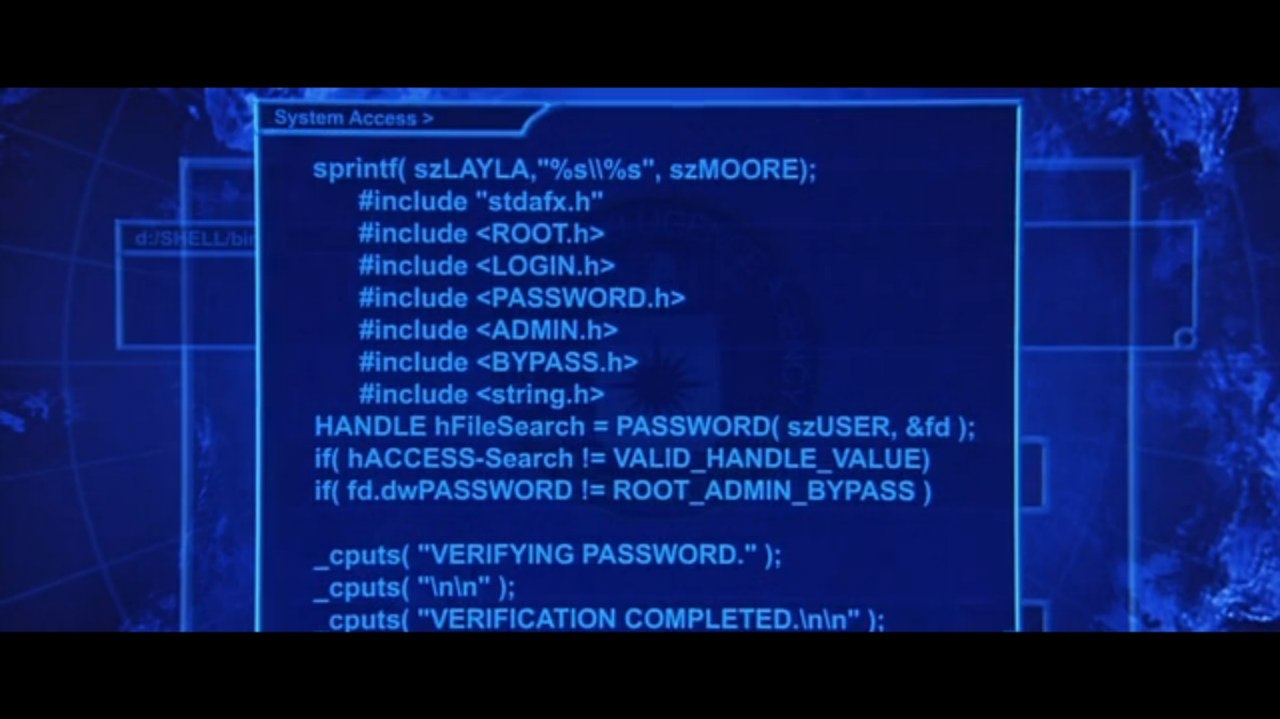 System Access >
sprintf( szLAYLA,"%s\\%s", szMOORE);
#include "stdafx.h"
#include <ROOT.h>
#include <LOGIN.h>
#include <PASSWORD.h>
#include <ADMIN.h>
#include <BYPASS.h>
#include <string.h>
d:/SHELL/bin
HANDLE hFileSearch = PASSWORD( szUSER, &fd );
if( hACCESS-Search != VALID_HANDLE_VALUE)
if( fd.dwPASSWORD != ROOT_ADMIN_BYPASS )
_cputs( "VERIFYING PASSWORD." );
_cputs( "\n\n" );
_cputs( "VERIFICATION COMPLETED.\n\n" );